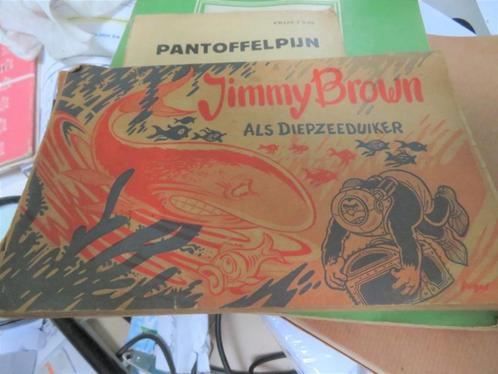 PANTOFFELPIJN
Jimmy Brown
ALS DIEPZEEDUIKER